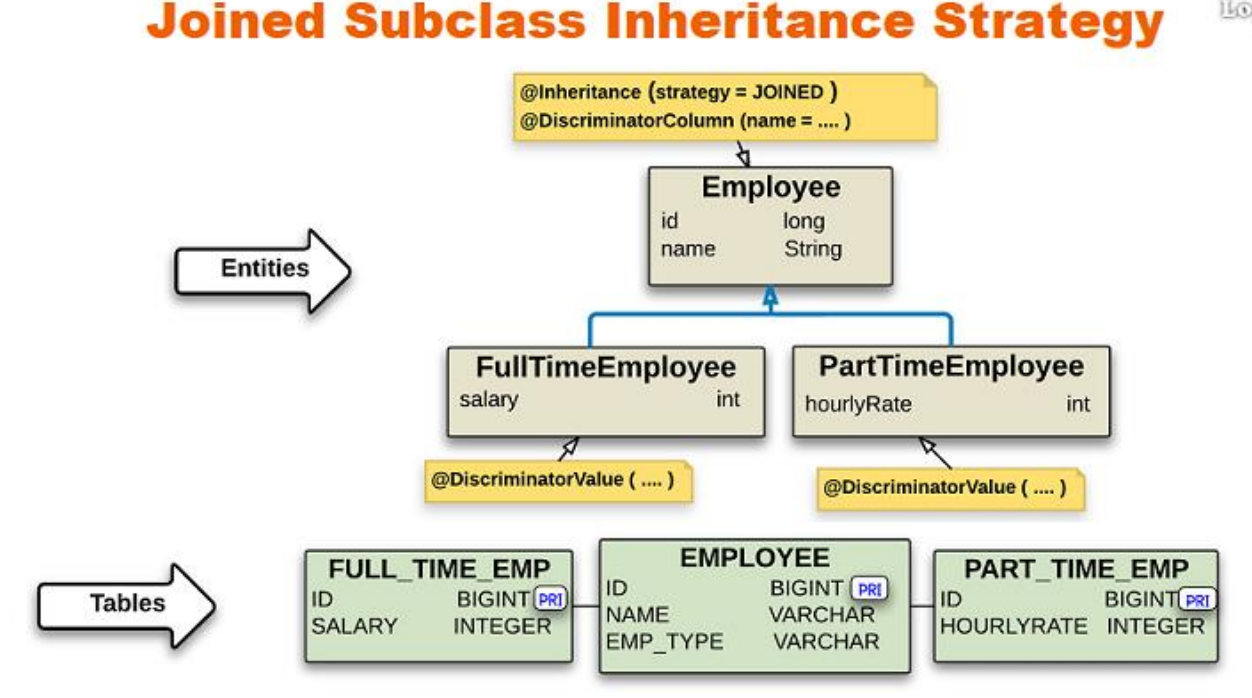 Joined Subclass Inheritance Strategy
@Inheritance (strategy = JOINED )
@DiscriminatorColumn (name = .... )
Employee
id long
name String
Entities
FullTimeEmployee
salary int
PartTimeEmployee
hourlyRate int
@DiscriminatorValue ( .... )
@DiscriminatorValue ( .... )
Tables
FULL_TIME_EMP
ID BIGINT PRI
SALARY INTEGER
EMPLOYEE
ID BIGINT PRI
NAME VARCHAR
EMP_TYPE VARCHAR
PART_TIME_EMP
ID BIGINT PRI
HOURLYRATE INTEGER